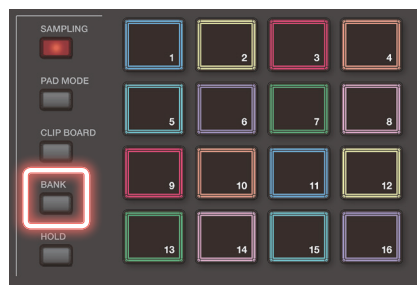 SAMPLING
1 2 3 4
PAD MODE
5 6 7 8
CLIP BOARD
9 10 11 12
BANK
13 14 15 16
HOLD